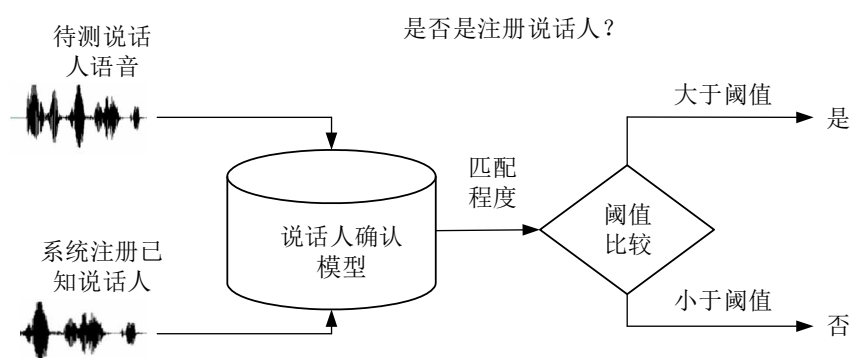 是否是注册说话人?
待测说话
人语音
大于阈值
是
匹配
程度
说话人确认
模型
阈值
比较
系统注册已
知说话人
小于阈值
否